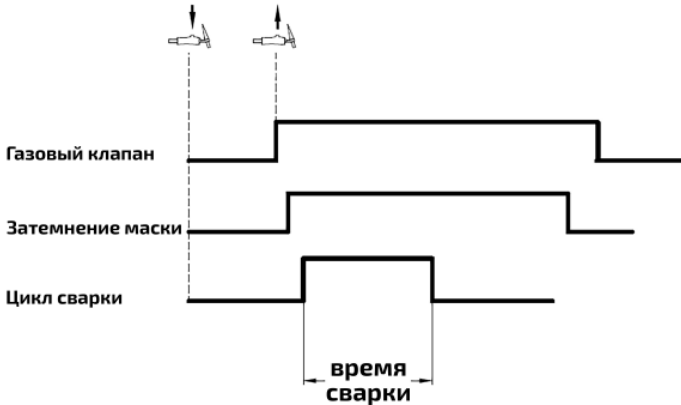 Газовый клапан
Затемнение маски
Цикл сварки
время
сварки